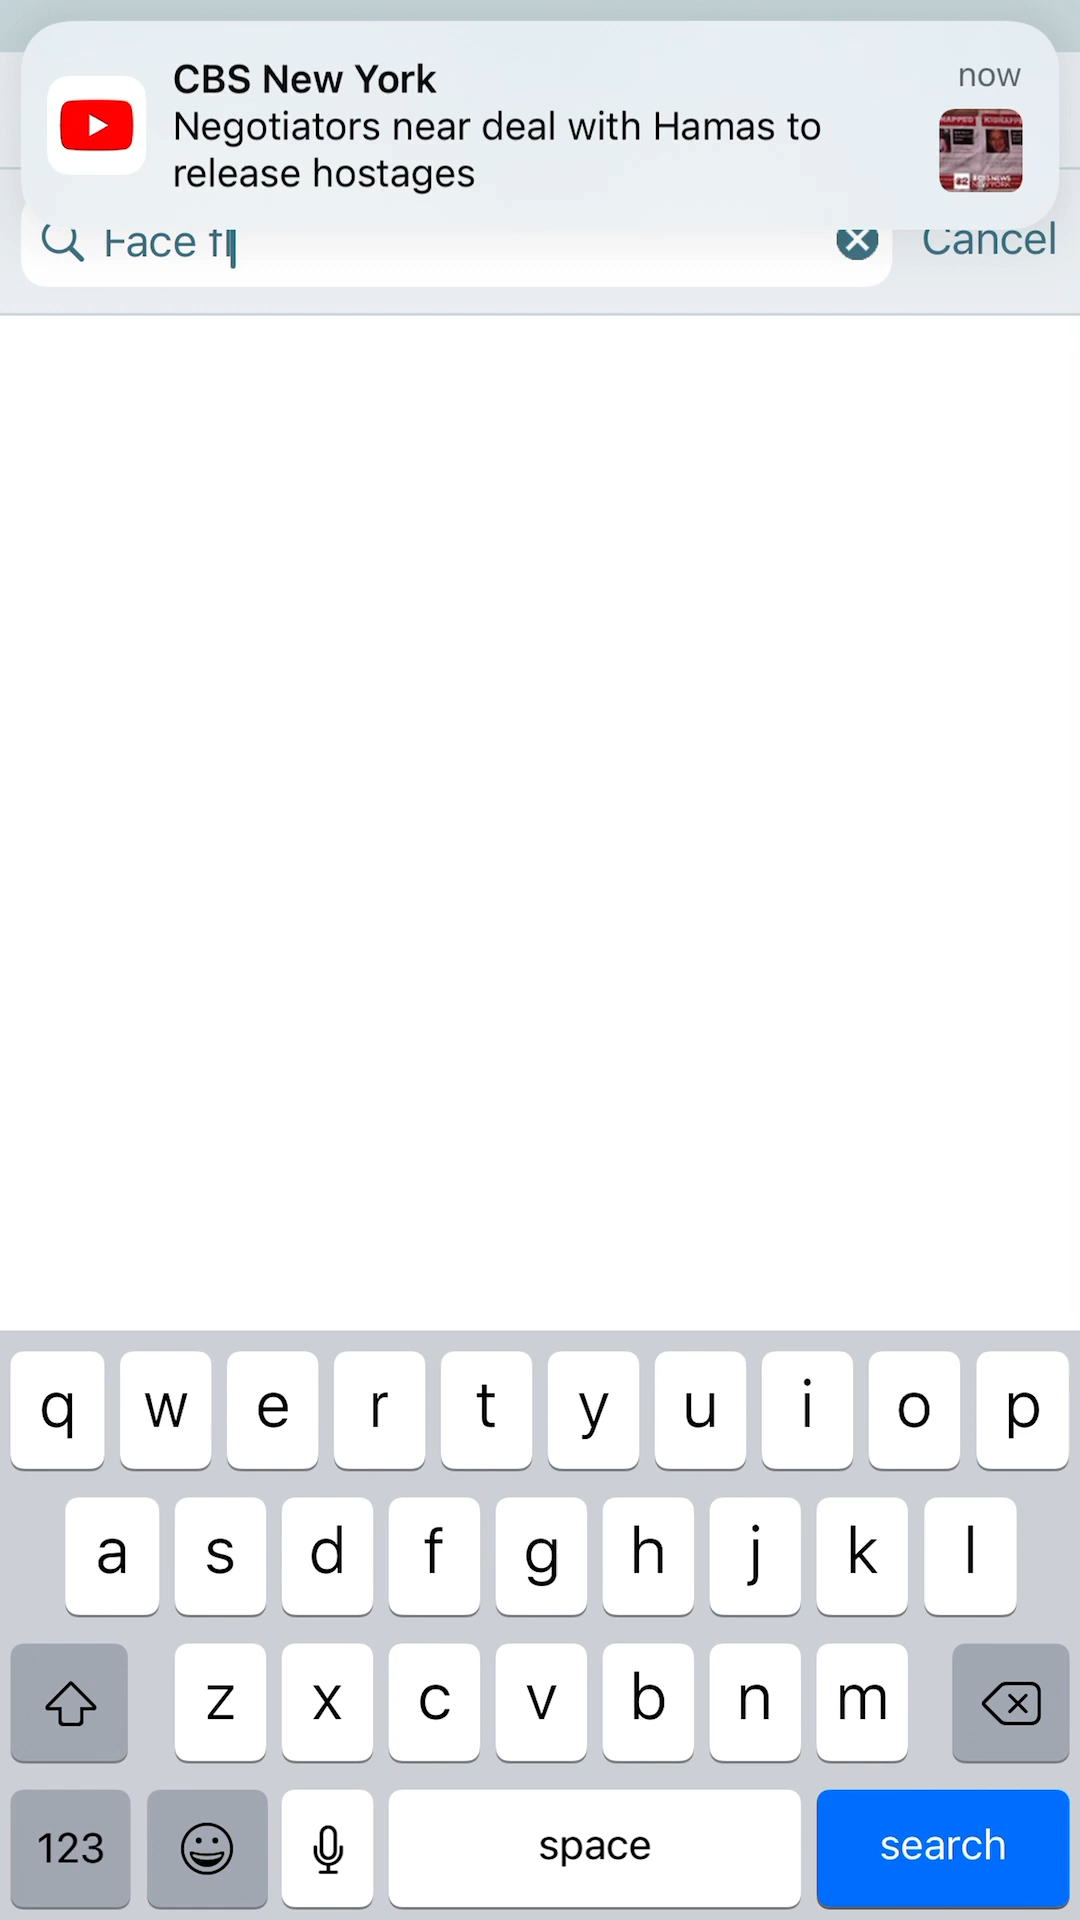 CBS New York
now
Negotiators near deal with Hamas to
release hostages
Face
Cancel
q w e r t y u i o p
a s d f g h j k l
z x c v b n m
123
space
search